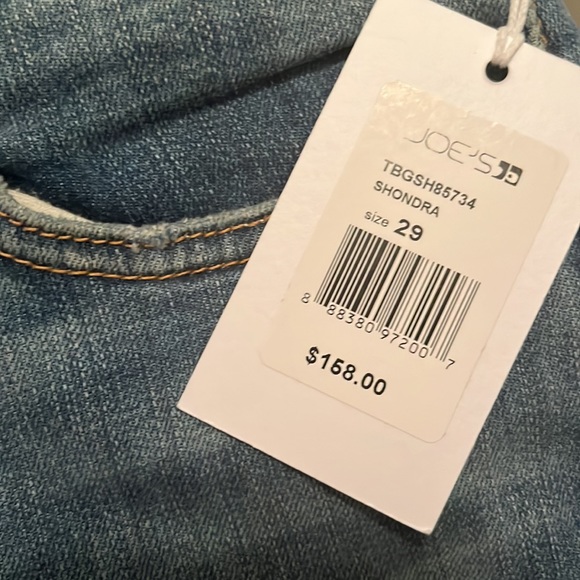 JOE'S
TBGSH85734
SHONDRA
size 29
8 88380 97200 7
$158.00